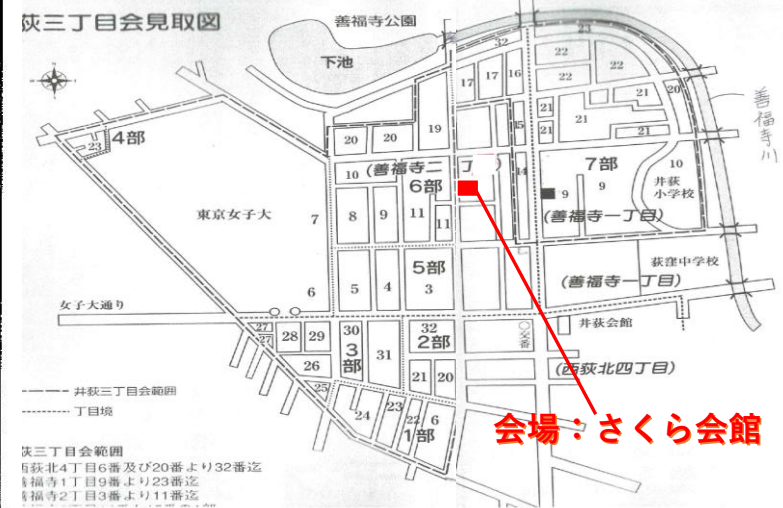 荻三丁目会見取図
善福寺公園
下池
32
23
22
22
22
17
17
16
20
21
21
善福寺川
4部
23
19
15
21
21
21
21
20
20
10
(善福寺二丁
)
6部
14
7部
9
9
10
井荻
小学校
東京女子大
7
8
9
11
11
(善福寺一丁目)
5部
荻窪中学校
6
5
4
3
(善福寺一丁目)
女子大通り
27
27
28
29
30
3部
31
32
2部
交番
井荻会館
26
(西荻北四丁目)
25
21
20
24
23
22
6
1部
会場：さくら会館
井荻三丁目会範囲
丁目境
荻三丁目会範囲
西荻北4丁目6番及び20番より32番迄
善福寺1丁目9番より23番迄
善福寺2丁目3番より11番迄